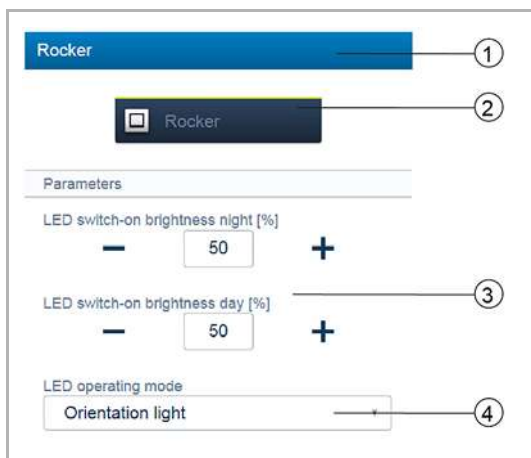 Rocker
1
Rocker
2
Parameters
LED switch-on brightness night [%]
50
3
LED switch-on brightness day [%]
50
LED operating mode
Orientation light
4